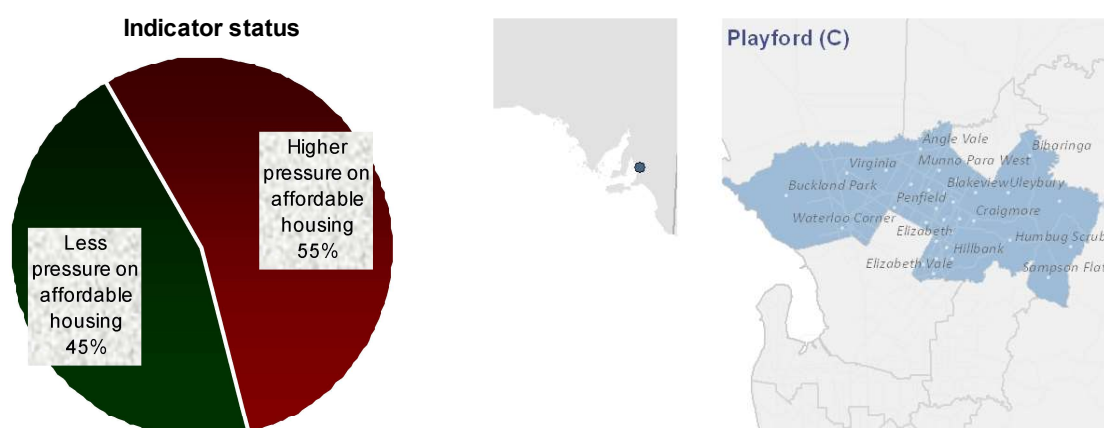 Indicator status
Higher
pressure on
affordable
housing
55%
Less
pressure on
affordable
housing
45%
Playford (C)
Angle Vale
Bibaringa
Virginia
Munno Para West
Buckland Park
Blakeview
Uleybury
Penfield
Waterloo Corner
Craigmore
Elizabeth
Humbug Scrub
Hillbank
Elizabeth Vale
Sampson Flat